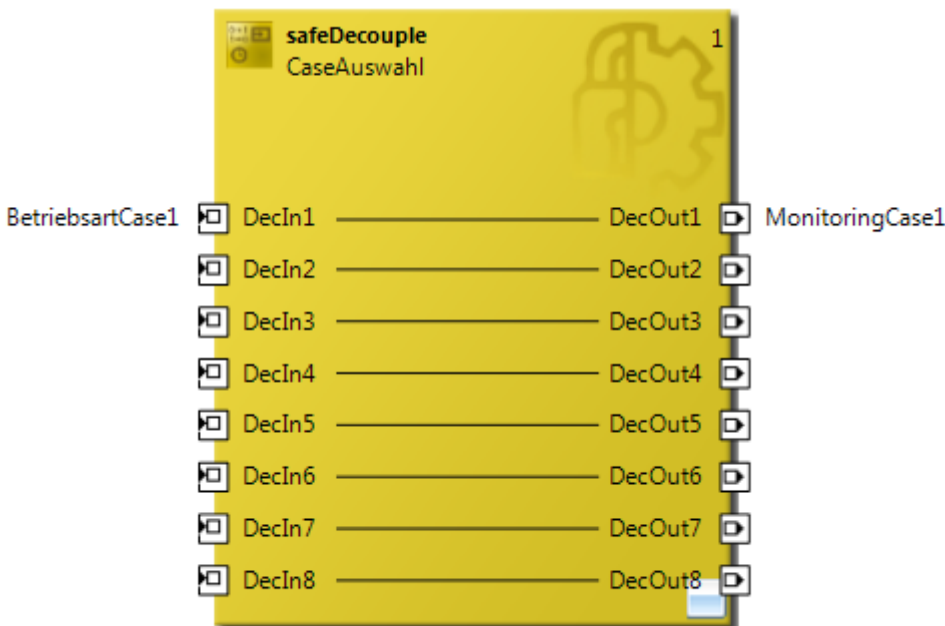 safeDecouple 1
CaseAuswahl
BetriebsartCase1 DecIn1 DecOut1 MonitoringCase1
DecIn2 DecOut2
DecIn3 DecOut3
DecIn4 DecOut4
DecIn5 DecOut5
DecIn6 DecOut6
DecIn7 DecOut7
DecIn8 DecOut8